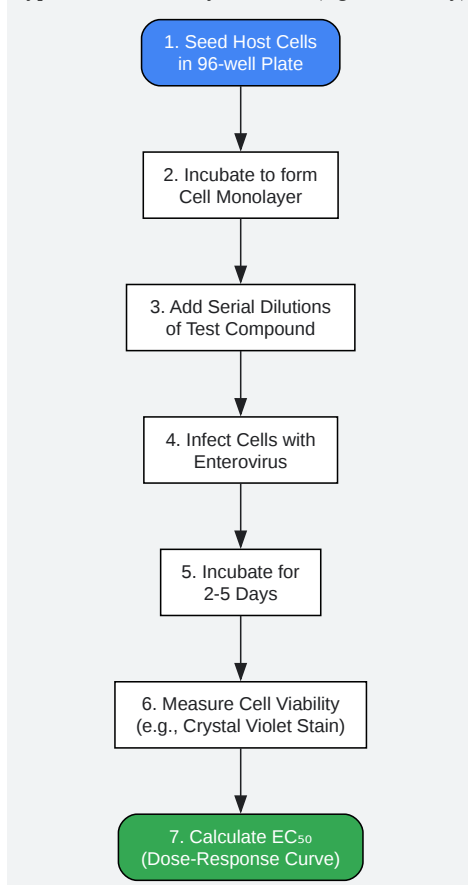 1. Seed Host Cells
in 96-well Plate
2. Incubate to form
Cell Monolayer
3. Add Serial Dilutions
of Test Compound
4. Infect Cells with
Enterovirus
5. Incubate for
2-5 Days
6. Measure Cell Viability
(e.g., Crystal Violet Stain)
7. Calculate EC₅₀
(Dose-Response Curve)